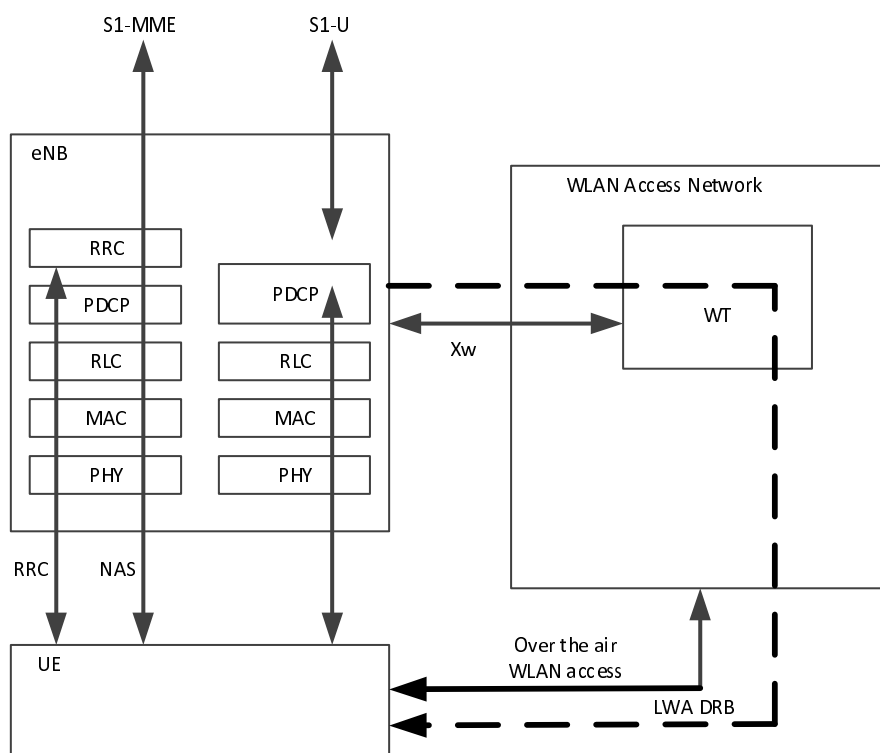 S1-MME
S1-U
eNB
WLAN Access Network
RRC
PDCP
PDCP
WT
Xw
RLC
RLC
MAC
MAC
PHY
PHY
RRC
NAS
UE
Over the air
WLAN access
LWA DRB